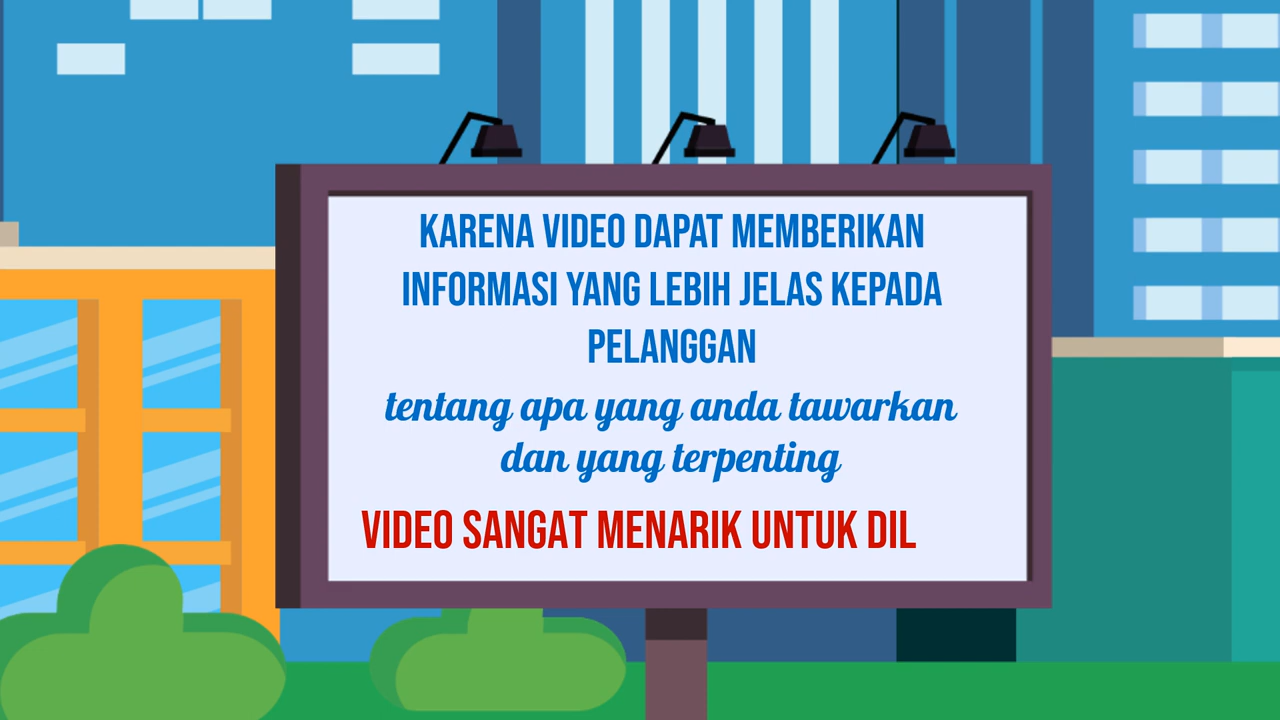 KARENA VIDEO DAPAT MEMBERIKAN
INFORMASI YANG LEBIH JELAS KEPADA
PELANGGAN
tentang apa yang anda tawarkan
dan yang terpenting
VIDEO SANGAT MENARIK UNTUK DIL